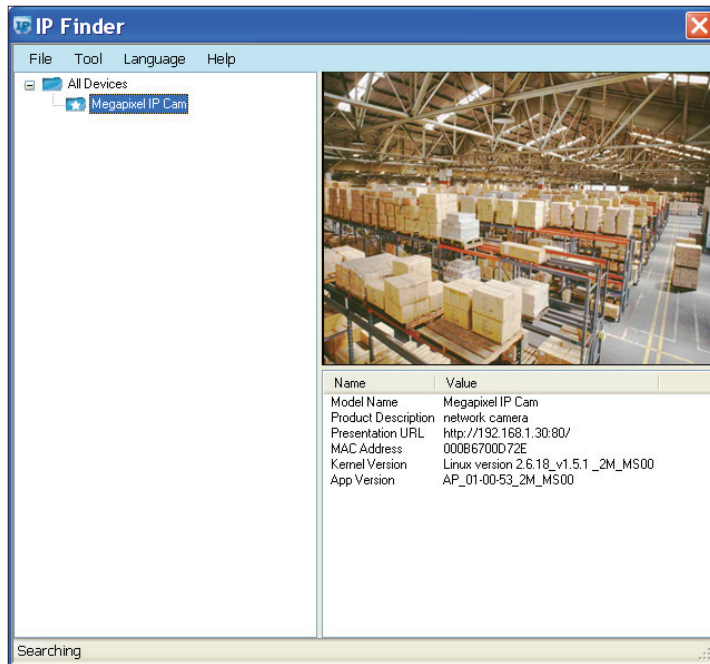 IP IP Finder
File Tool Language Help
All Devices
Megapixel IP Cam
Name Value
Model Name Megapixel IP Cam
Product Description network camera
Presentation URL http://192.168.1.30:80/
MAC Address 000B6700D72E
Kernel Version Linux version 2.6.18_v1.5.1 _2M_MS00
App Version AP_01-00-53_2M_MS00
Searching